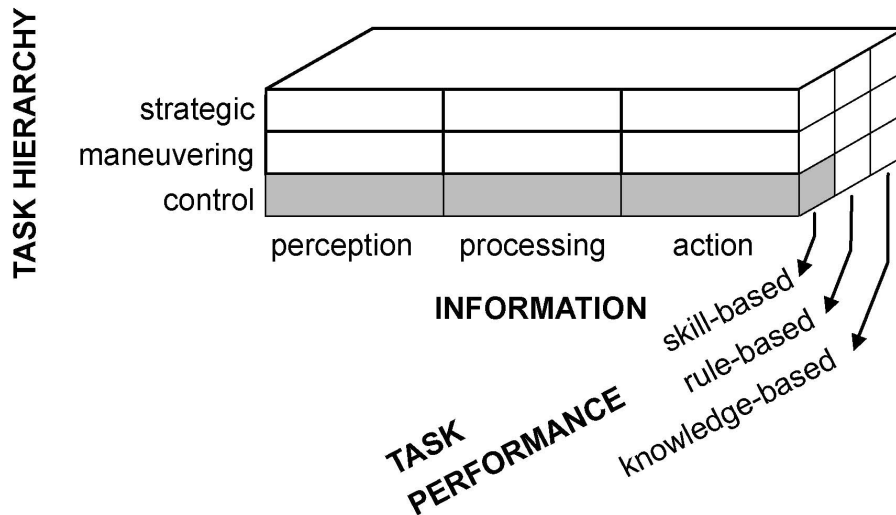 TASK HIERARCHY
strategic
maneuvering
control
perception
processing
action
INFORMATION
skill-based
rule-based
knowledge-based
TASK
PERFORMANCE